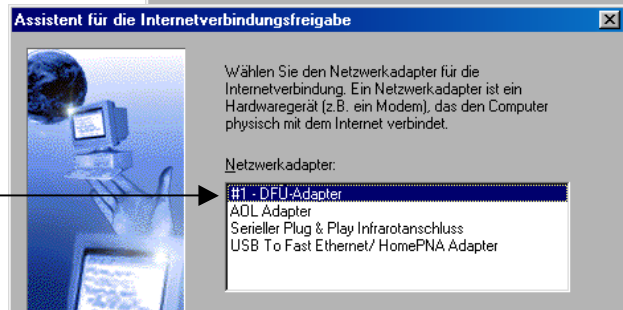 Assistent für die Internetverbindungsfreigabe
Wählen Sie den Netzwerkadapter für die
Internetverbindung. Ein Netzwerkadapter ist ein
Hardwaregerät (z.B. ein Modem), das den Computer
physisch mit dem Internet verbindet.
Netzwerkadapter:
#1 - DFÜ-Adapter
AOL Adapter
Serieller Plug & Play Infrarotanschluss
USB To Fast Ethernet/ HomePNA Adapter